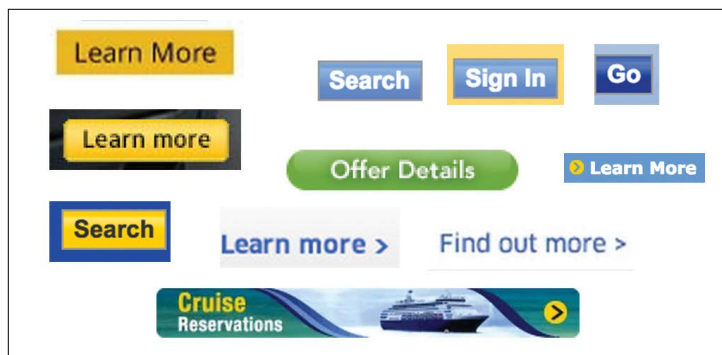 Learn More
Search
Sign In
Go
Learn more
Offer Details
Learn More
Search
Learn more >
Find out more >
Cruise
Reservations